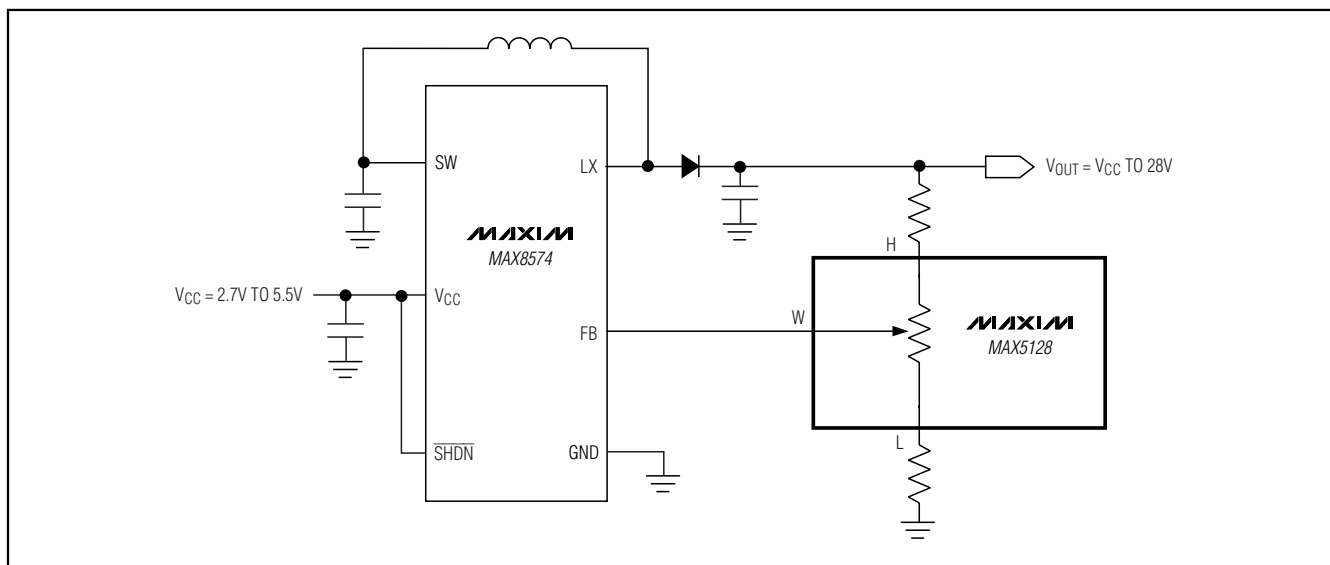 SW
LX
VOUT = VCC TO 28V
MAXIM
MAX8574
H
VCC = 2.7V TO 5.5V
VCC
FB
W
MAXIM
MAX5128
SHDN
GND
L